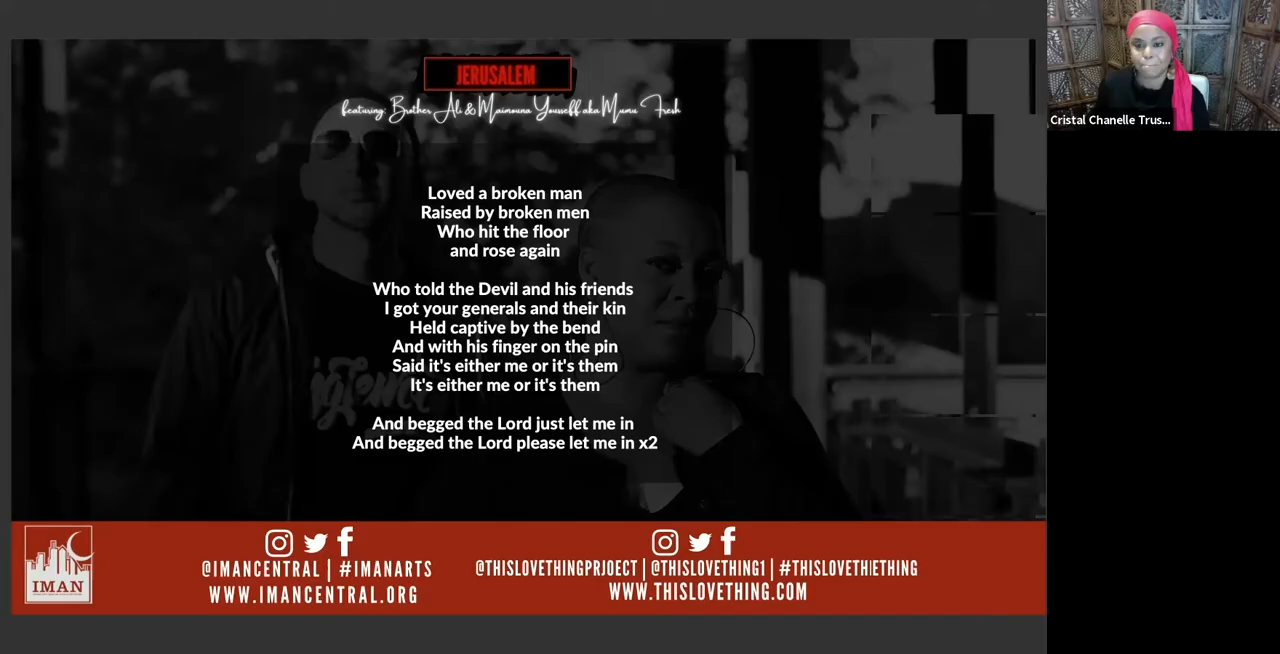 JERUSALEM
featuring: Brother Ali & Maimouna Youssef aka Mumu Fresh
Loved a broken man
Raised by broken men
Who hit the floor
and rose again
Who told the Devil and his friends
I got your generals and their kin
Held captive by the bend
And with his finger on the pin
Said it's either me or it's them
It's either me or it's them
And begged the Lord just let me in
And begged the Lord please let me in x2
IMAN
@IMANCENTRAL | #IMANARTS
WWW.IMANCENTRAL.ORG
@THISLOVETHINGPRJOECT | @THISLOVETHING1 | #THISLOVETHIETHING
WWW.THISLOVETHING.COM
Cristal Chanelle Trus...